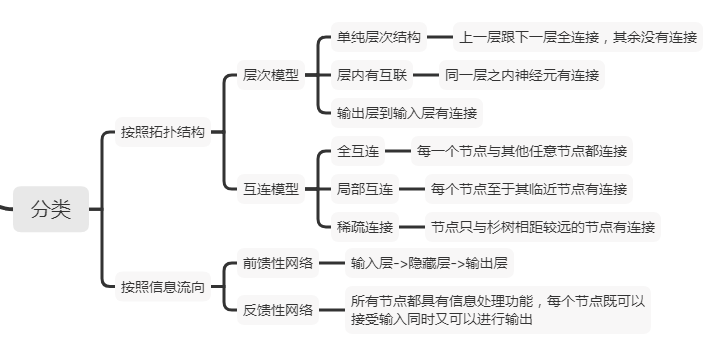 分类
按照拓扑结构
层次模型
单纯层次结构
上一层跟下一层全连接，其余没有连接
层内有互联
同一层之内神经元有连接
输出层到输入层有连接
互连模型
全互连
每一个节点与其他任意节点都连接
局部互连
每个节点至于其临近节点有连接
稀疏连接
节点只与杉树相距较远的节点有连接
按照信息流向
前馈性网络
输入层->隐藏层->输出层
反馈性网络
所有节点都具有信息处理功能，每个节点既可以
接受输入同时又可以进行输出